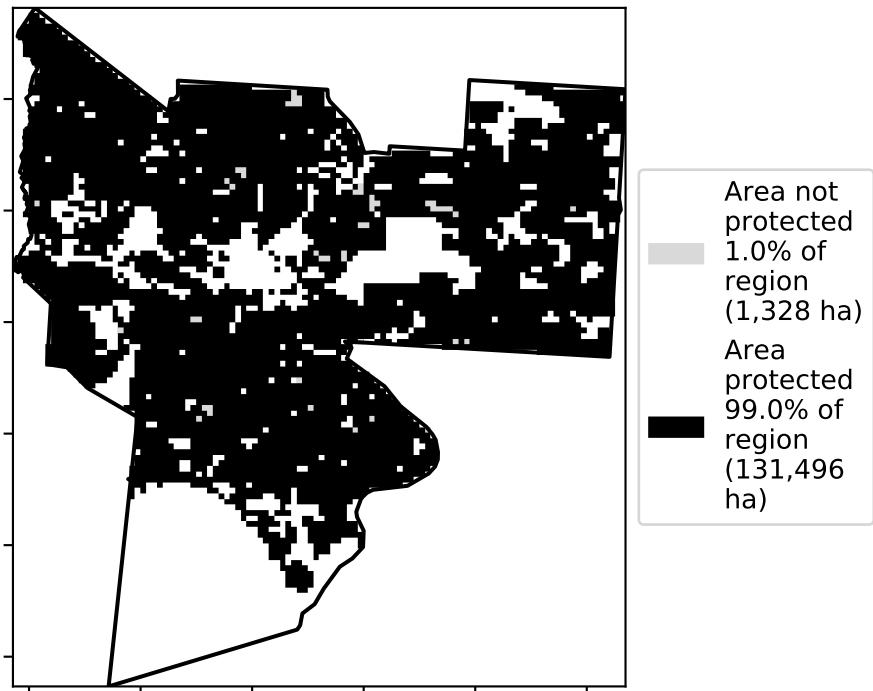 Area not
protected
1.0% of
region
(1,328 ha)
Area
protected
99.0% of
region
(131,496
ha)